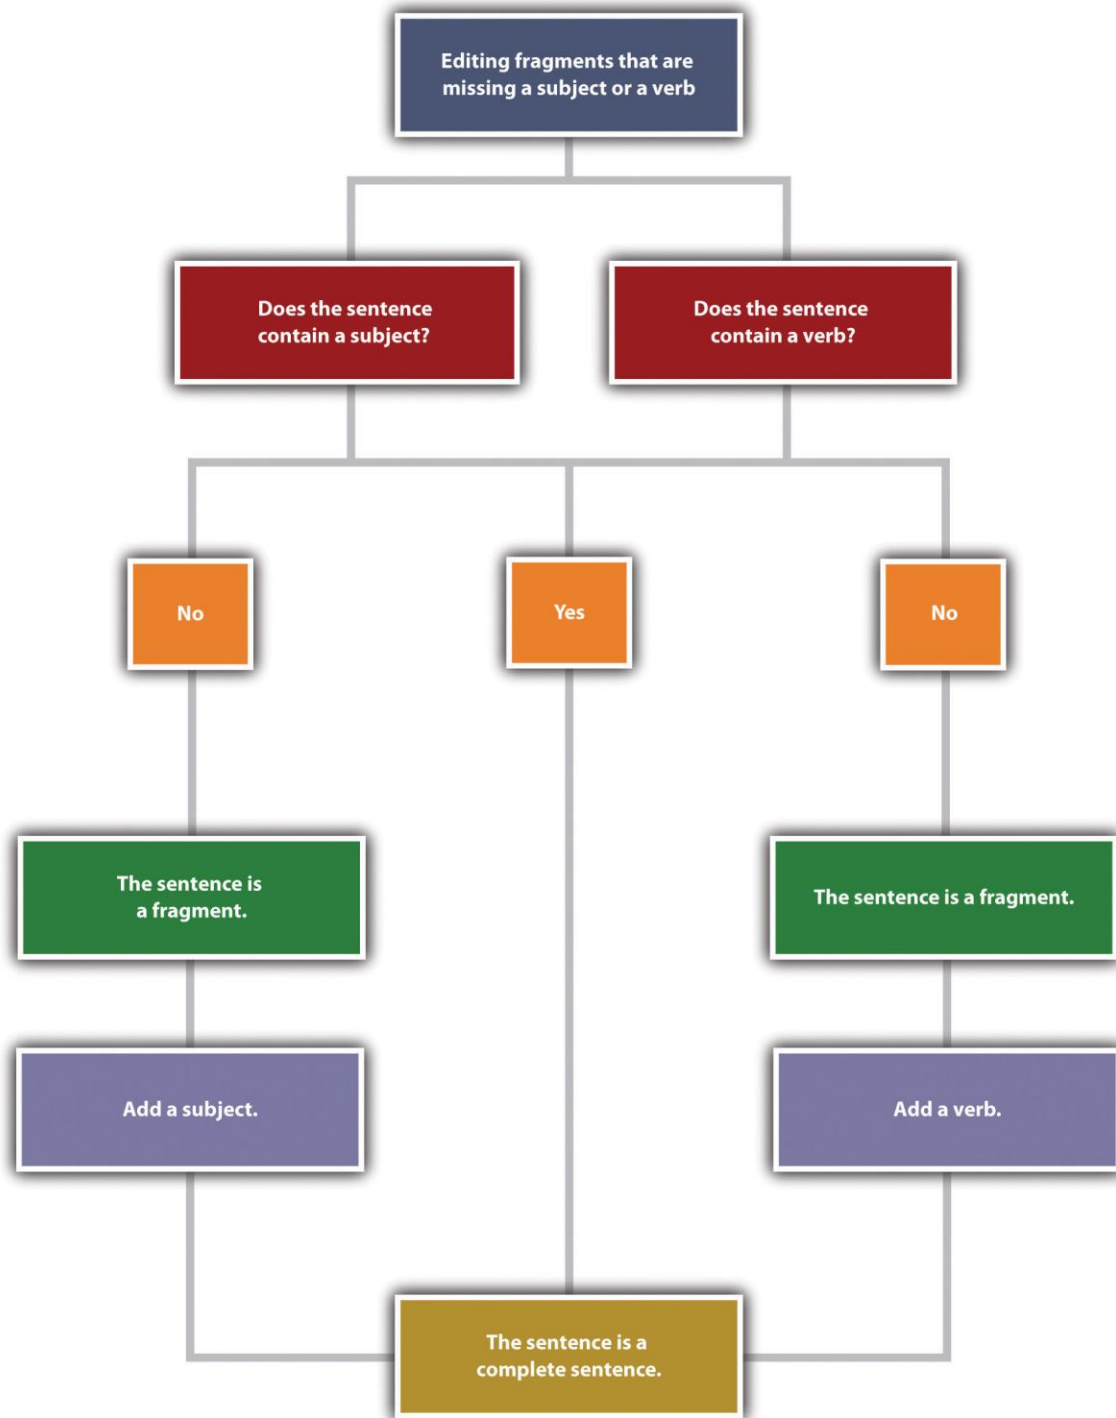 Editing fragments that are
missing a subject or a verb
Does the sentence
contain a subject?
Does the sentence
contain a verb?
No
Yes
No
The sentence is
a fragment.
The sentence is a fragment.
Add a subject.
Add a verb.
The sentence is a
complete sentence.